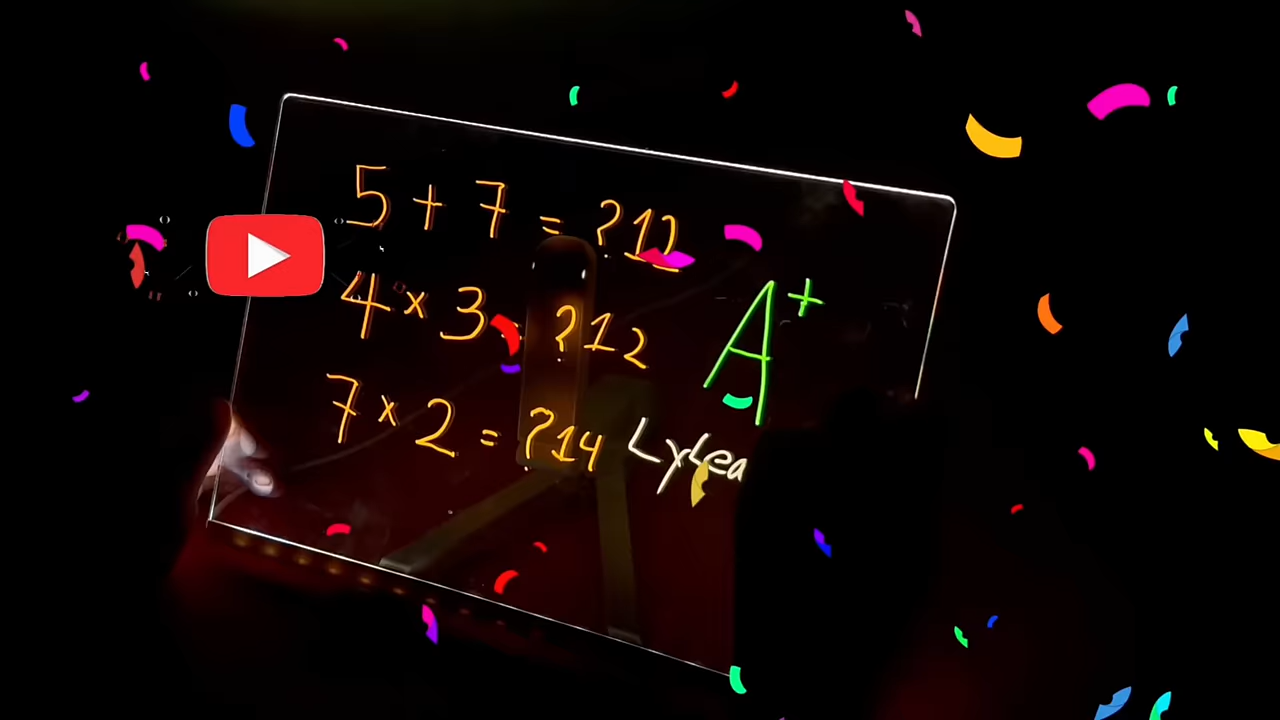 5 + 7 = ?12
4 × 3 = ?12
7 × 2 = ?14
A+